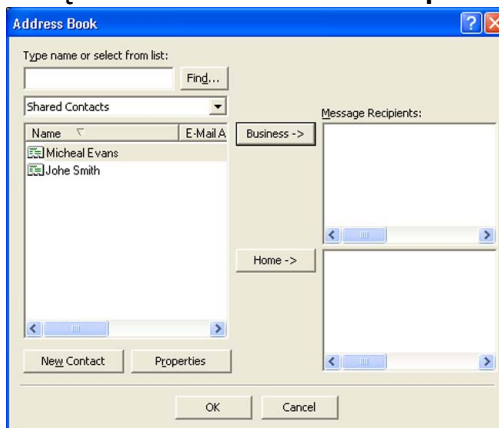 Address Book
Type name or select from list:
Find...
Shared Contacts
Name E-Mail A
Micheal Evans
Johe Smith
Business ->
Message Recipients:
Home ->
New Contact Properties
OK Cancel